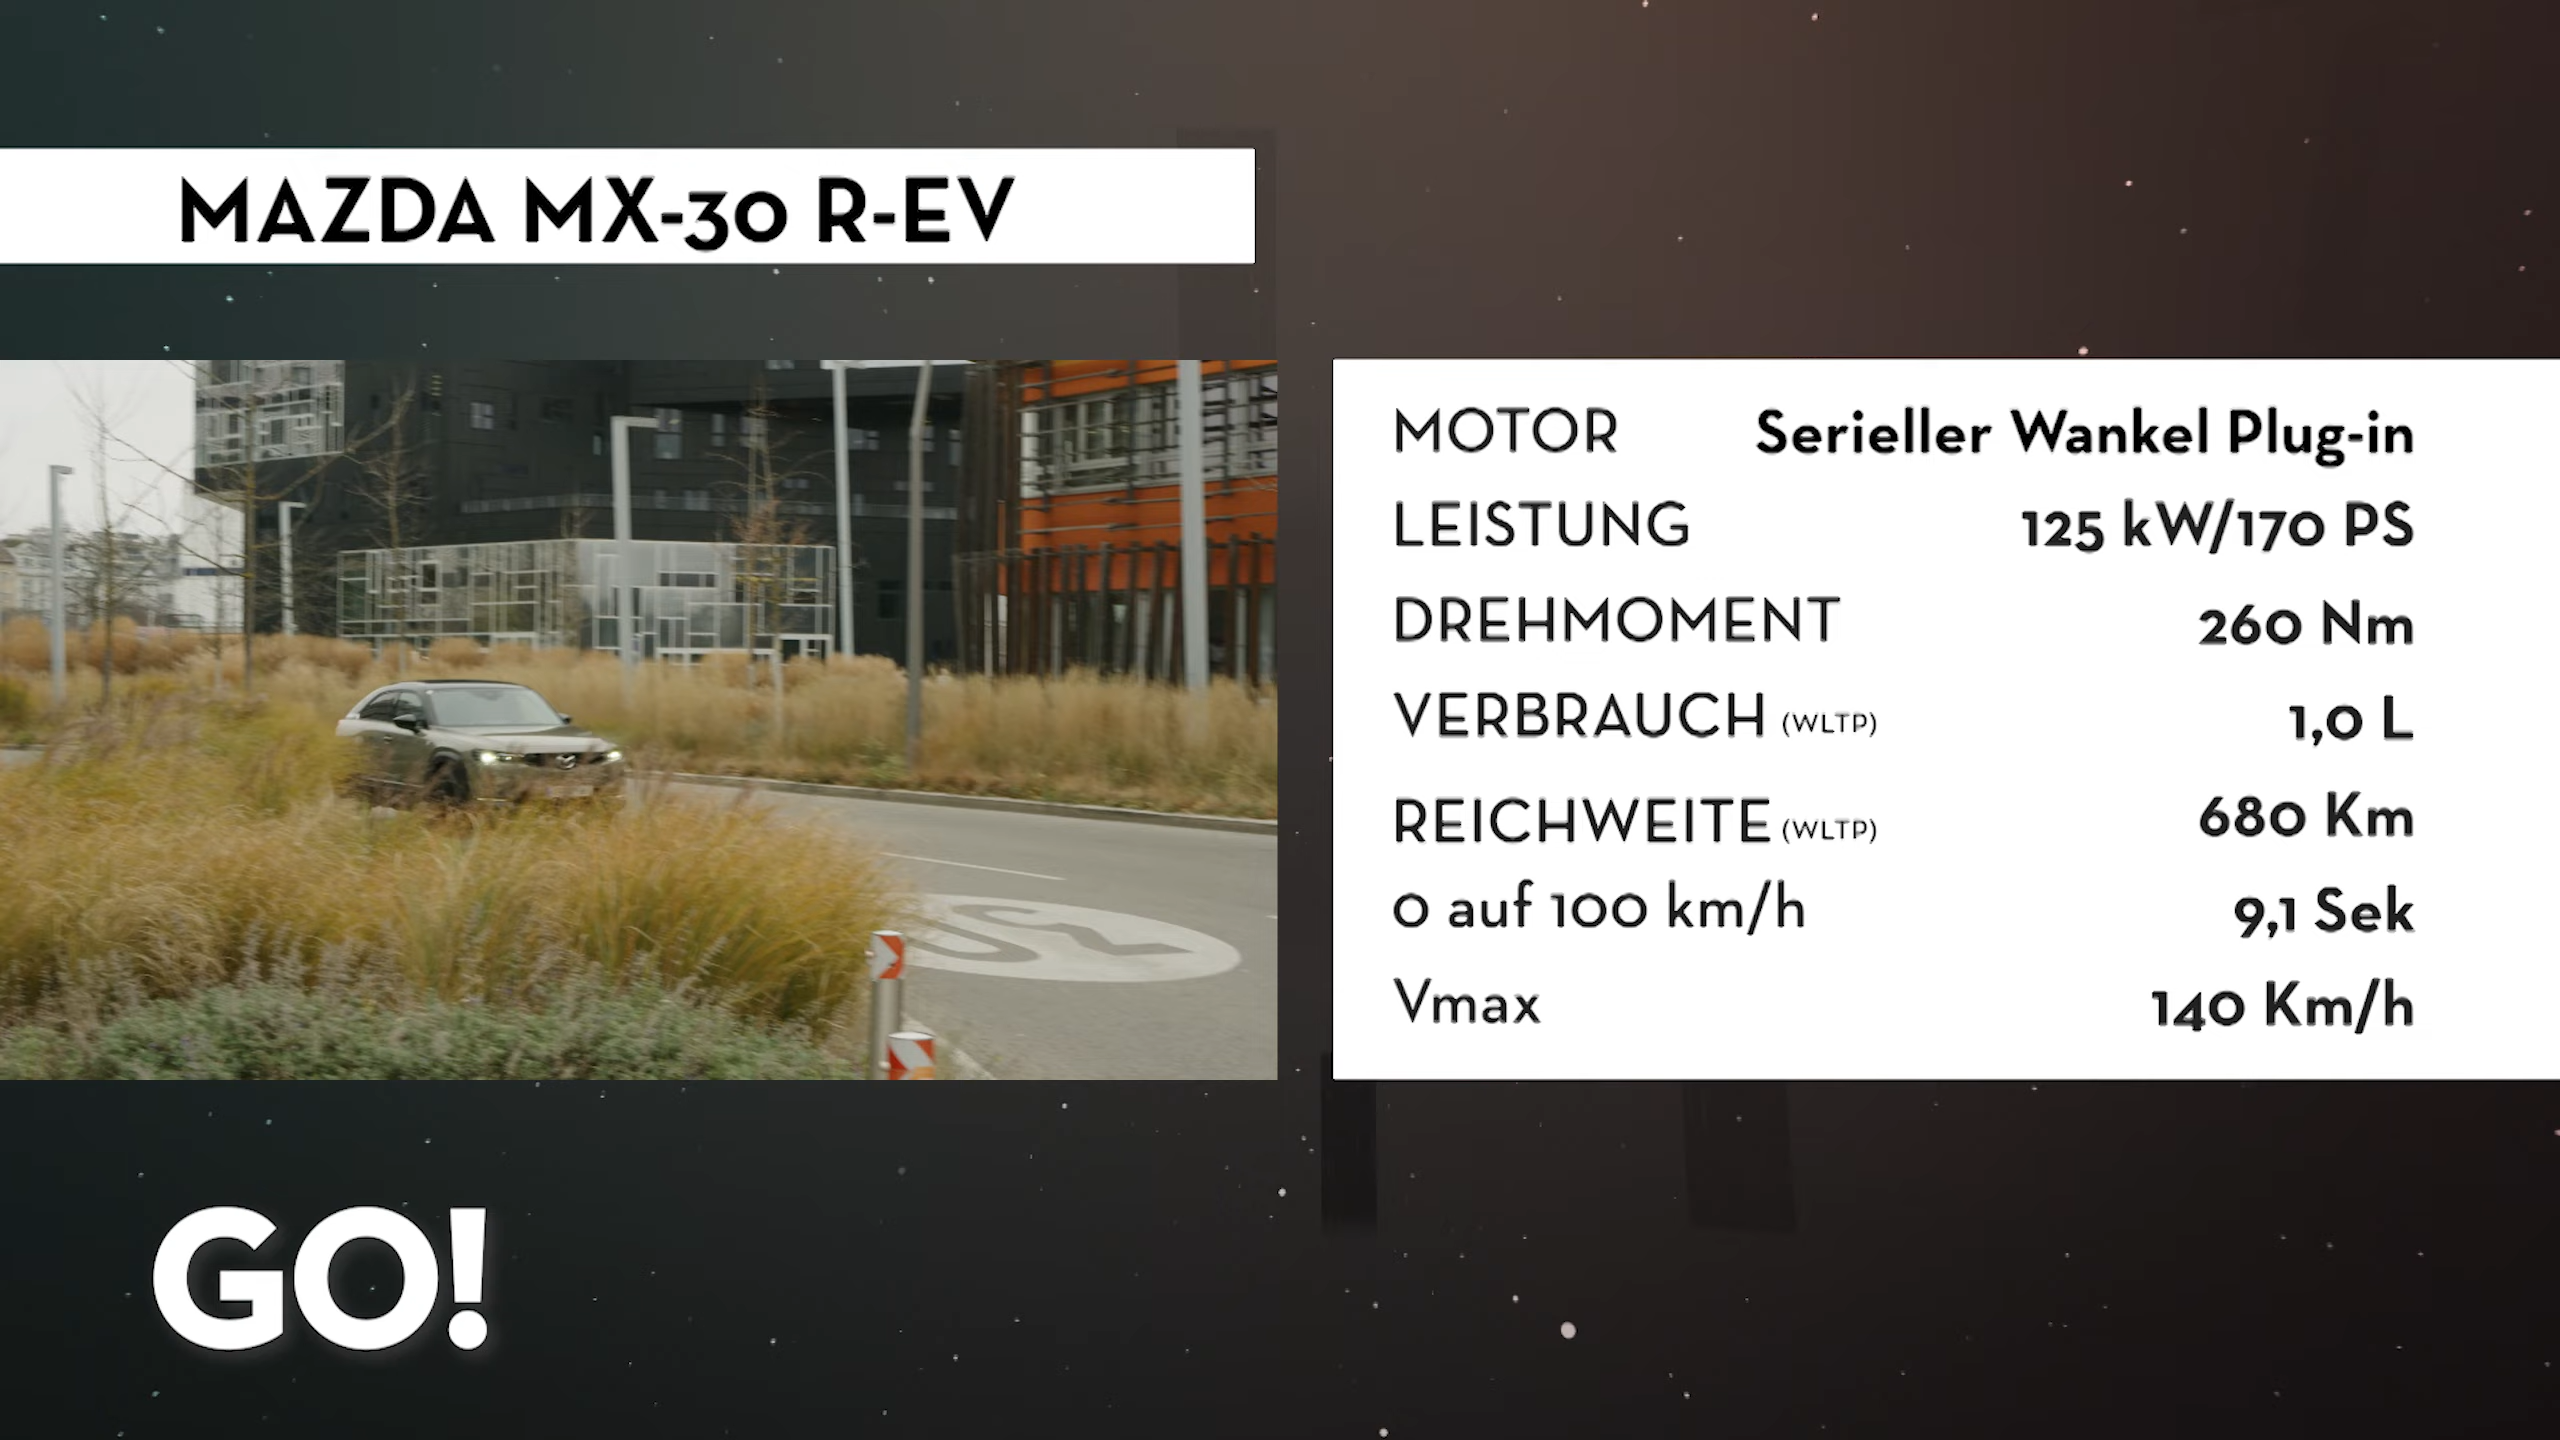 MAZDA MX-30 R-EV
MOTOR Serieller Wankel Plug-in
LEISTUNG 125 kW/170 PS
DREHMOMENT 260 Nm
VERBRAUCH (WLTP) 1,0 L
REICHWEITE (WLTP) 680 Km
0 auf 100 km/h 9,1 Sek
Vmax 140 Km/h
GO!